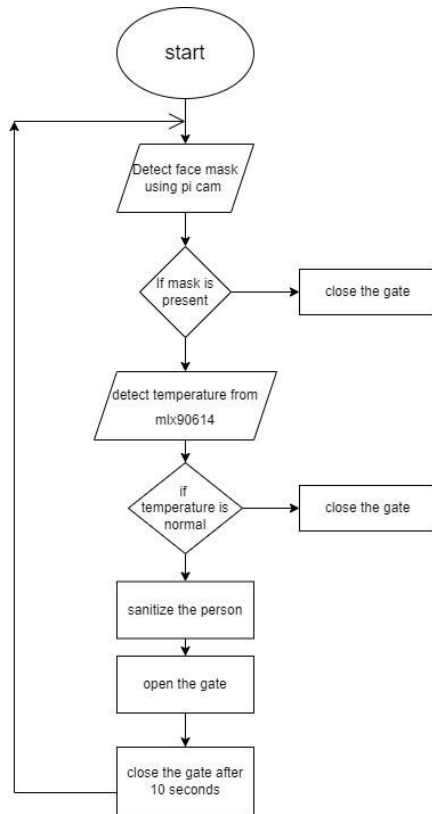 start
Detect face mask
using pi cam
If mask is
present
close the gate
detect temperature from
mlx90614
if
temperature is
normal
close the gate
sanitize the person
open the gate
close the gate after
10 seconds